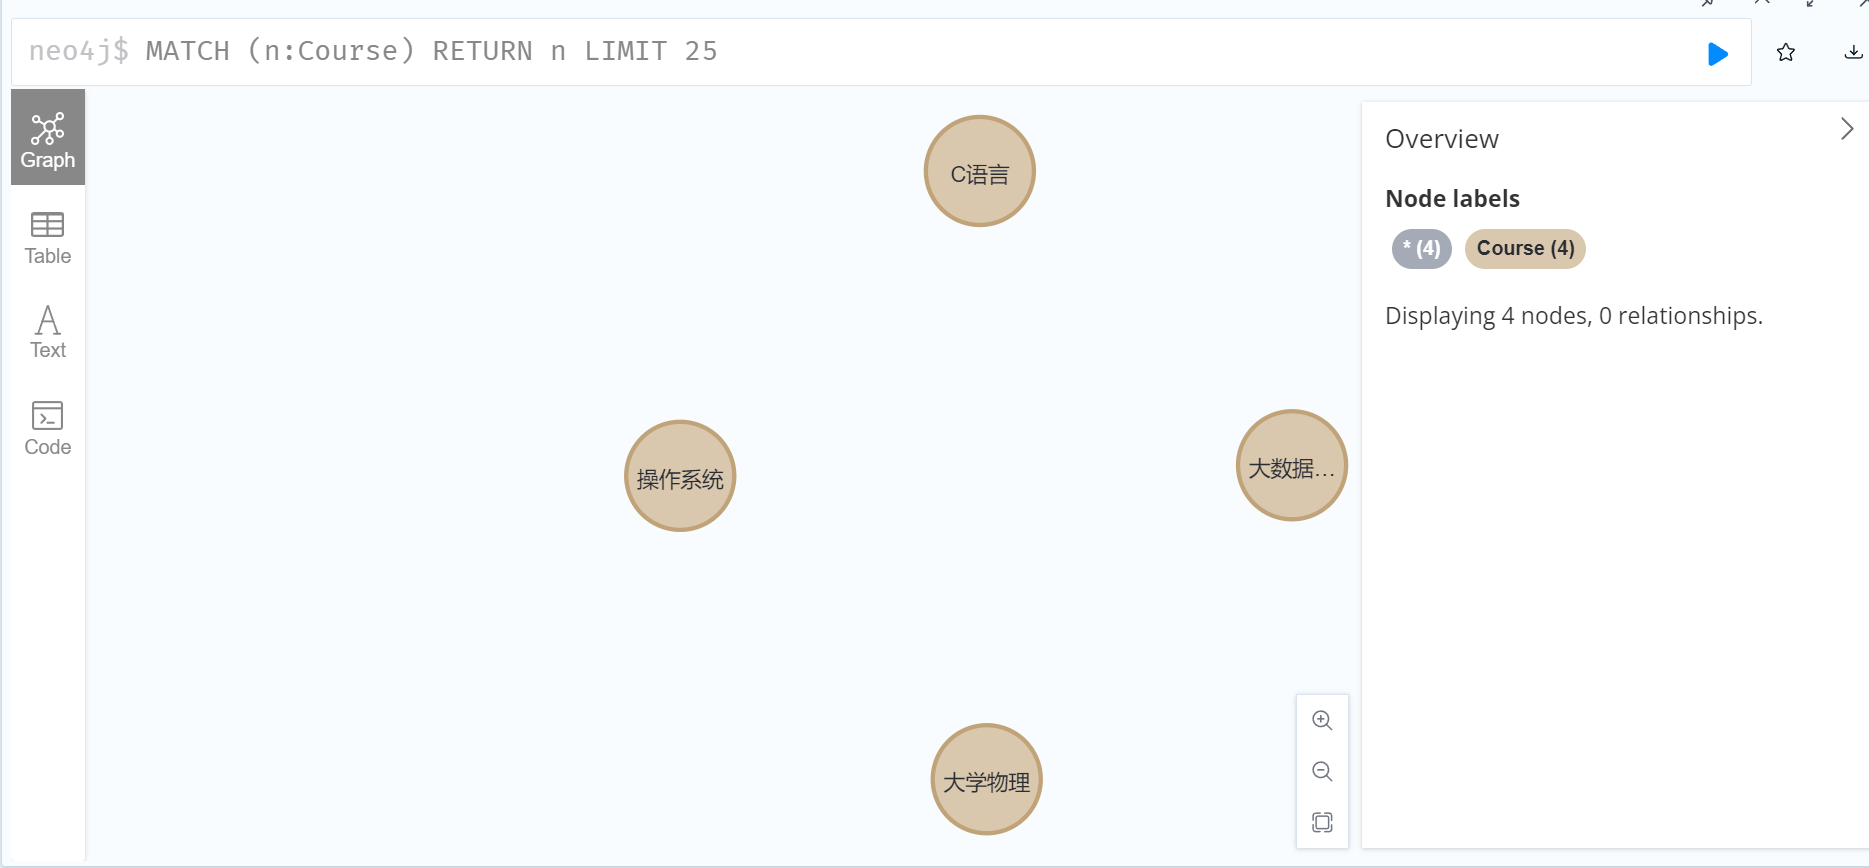 neo4j$ MATCH (n:Course) RETURN n LIMIT 25
Graph
Table
Text
Code
C语言
操作系统
大数据...
大学物理
Overview
Node labels
* (4) Course (4)
Displaying 4 nodes, 0 relationships.